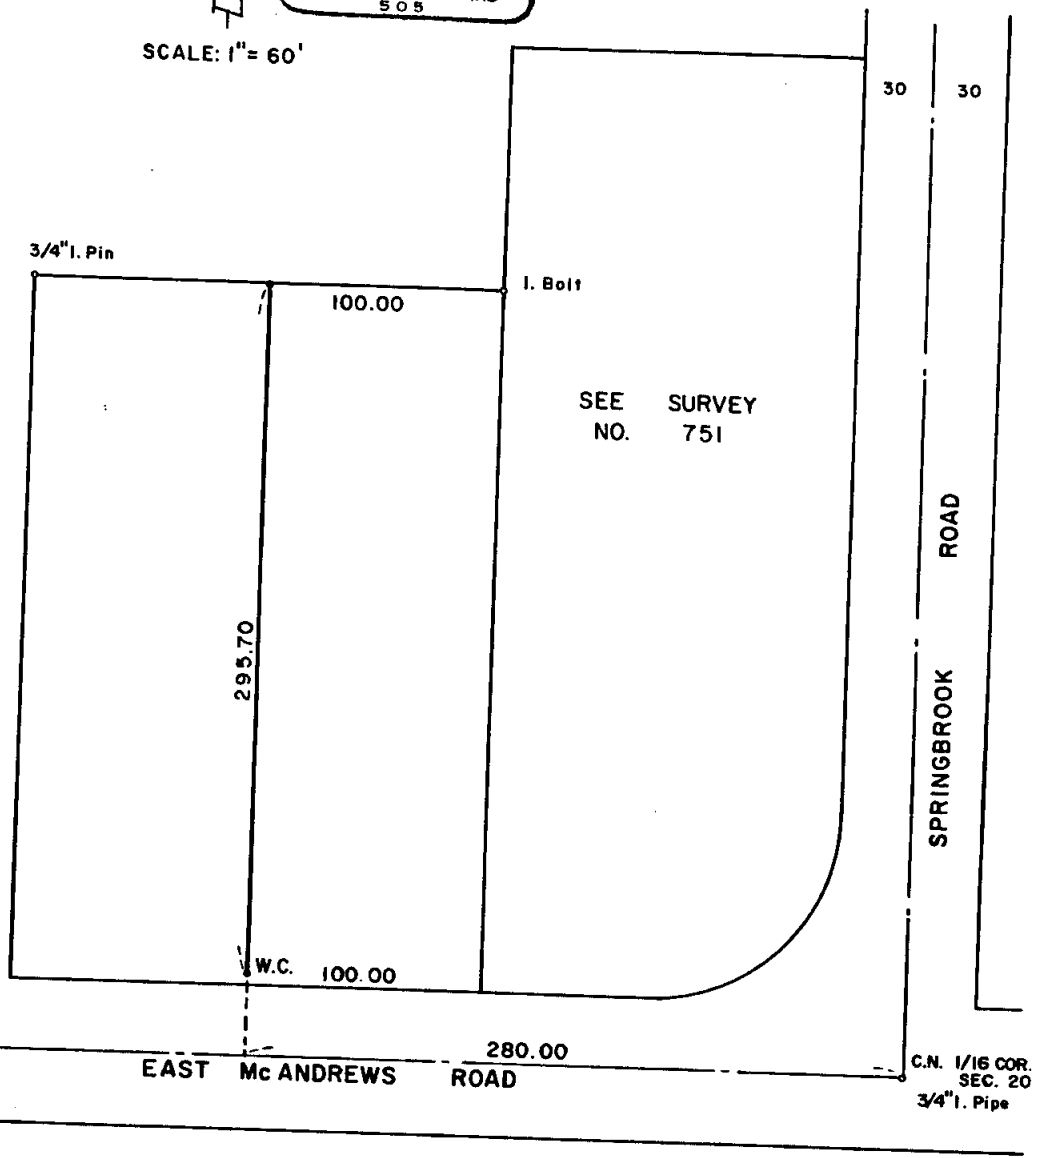 505
SCALE: 1"= 60'
30
30
3/4" I. Pin
I. Bolt
100.00
SEE SURVEY
NO. 751
ROAD
295.70
SPRINGBROOK
W.C.
100.00
280.00
EAST Mc ANDREWS ROAD
C.N. 1/16 COR.
SEC. 20
3/4" I. Pipe